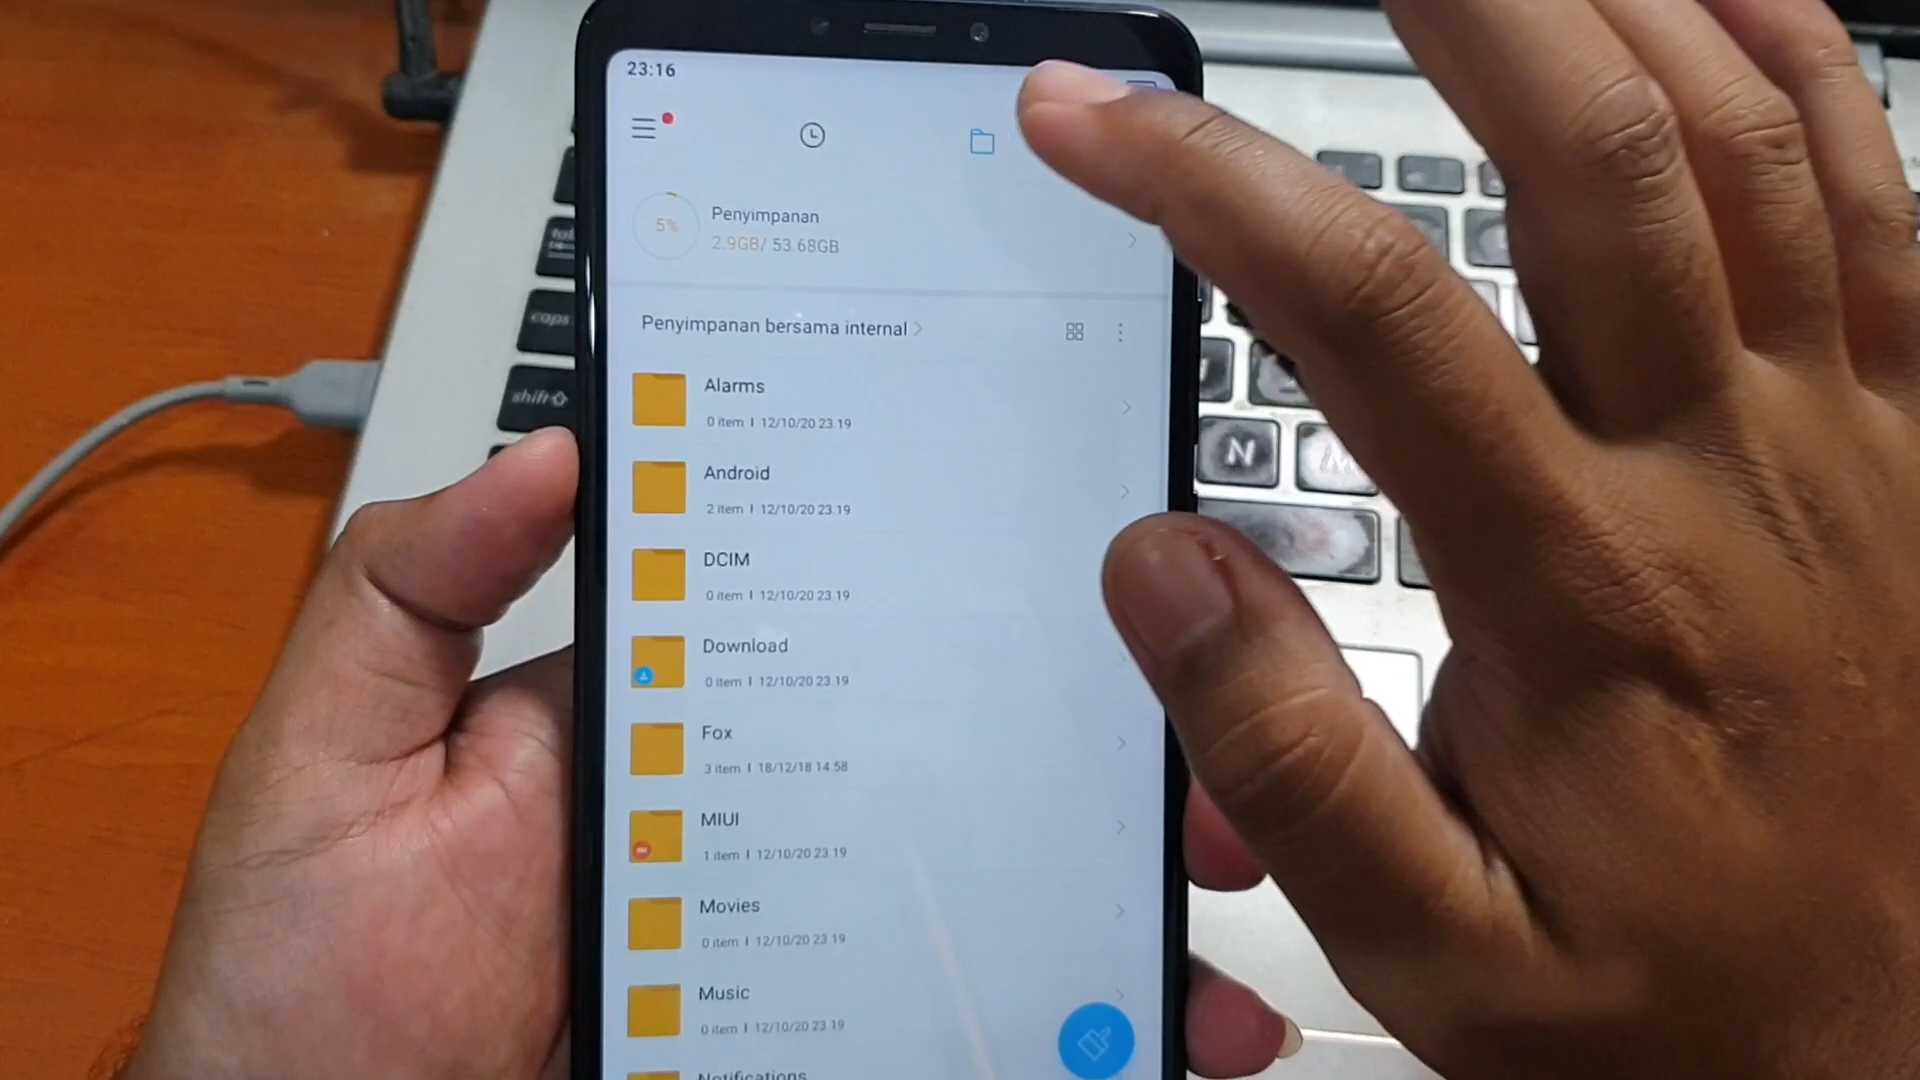 23:16
5%
Penyimpanan
2.9GB/ 53.68GB
Penyimpanan bersama internal
Alarms
0 item | 12/10/20 23.19
Android
2 item | 12/10/20 23.19
DCIM
0 item | 12/10/20 23.19
Download
0 item | 12/10/20 23.19
Fox
3 item | 18/12/18 14.58
MIUI
1 item | 12/10/20 23.19
Movies
0 item | 12/10/20 23.19
Music
0 item | 12/10/20 23.19
Notifications
caps
shift
N
M